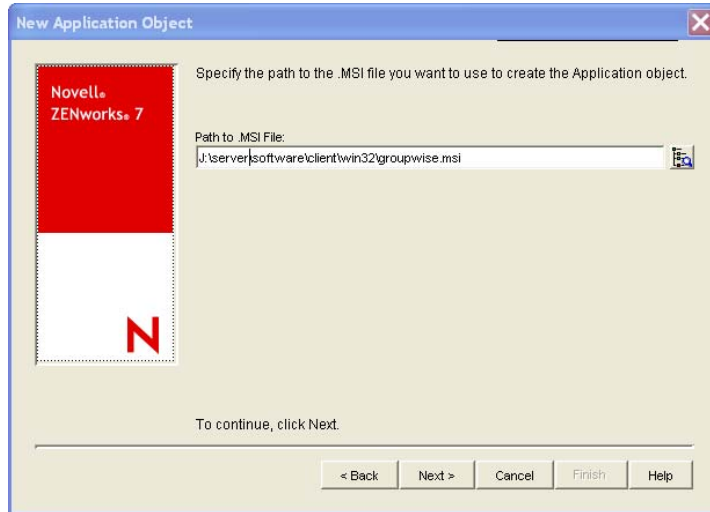 New Application Object
Novell®
ZENworks® 7
Specify the path to the .MSI file you want to use to create the Application object.
Path to .MSI File:
J:\server\software\client\win32\groupwise.msi
N
To continue, click Next.
< Back Next > Cancel Finish Help